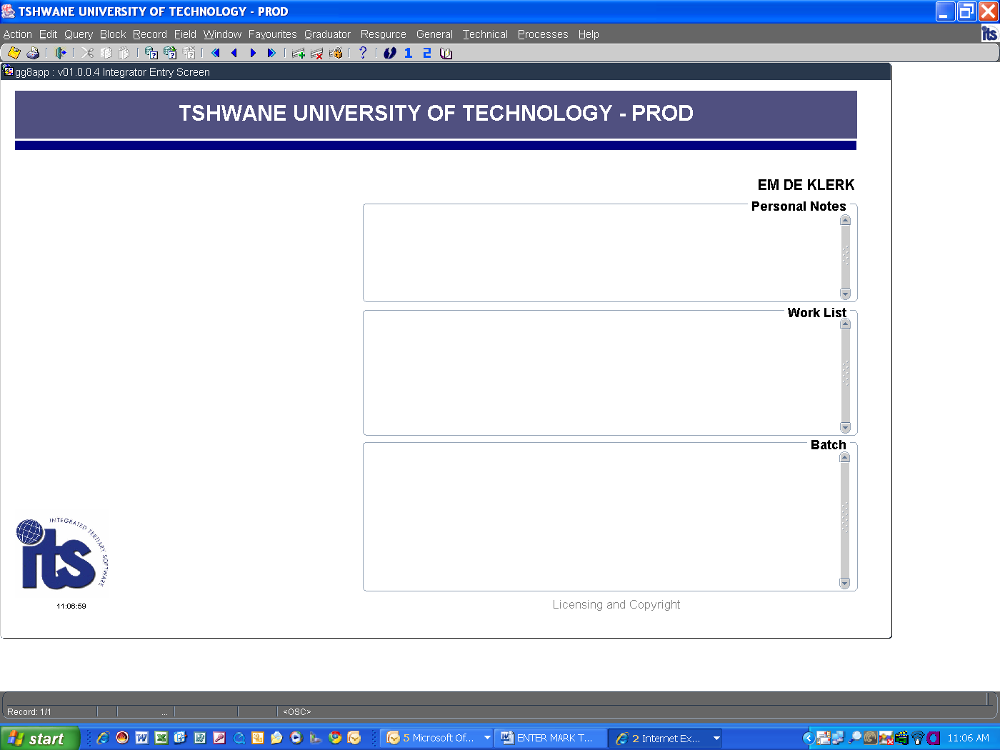 TSHWANE UNIVERSITY OF TECHNOLOGY - PROD
Action Edit Query Block Record Field Window Favourites Graduator Resource General Technical Processes Help
its
? 1 2
gg8app : v01.0.0.4 Integrator Entry Screen
TSHWANE UNIVERSITY OF TECHNOLOGY - PROD
EM DE KLERK
Personal Notes
Work List
Batch
INTEGRATED TERTIARY SOFTWARE
its
11:06:59
Licensing and Copyright
Record: 1/1 ... <OSC>
start 5 Microsoft Of... ENTER MARK T... 2 Internet Ex... 11:06 AM